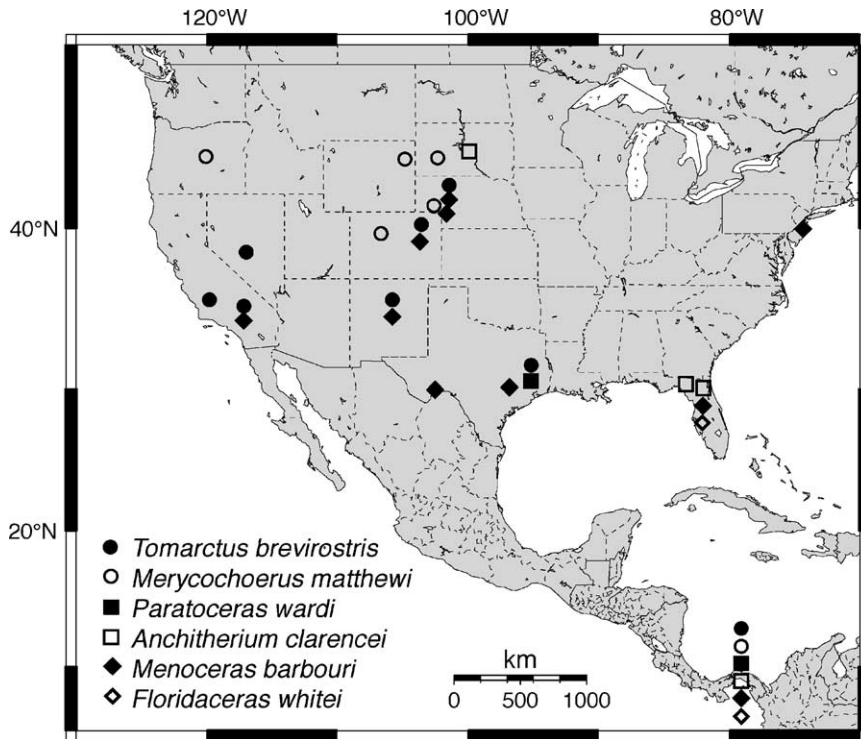 120°W 100°W 80°W
40°N
20°N
Tomarctus brevirostris
Merycochoerus matthewi
Paratoceras wardi
Anchitherium clarencei
Menoceras barbouri
Floridaceras whitei
km
0 500 1000